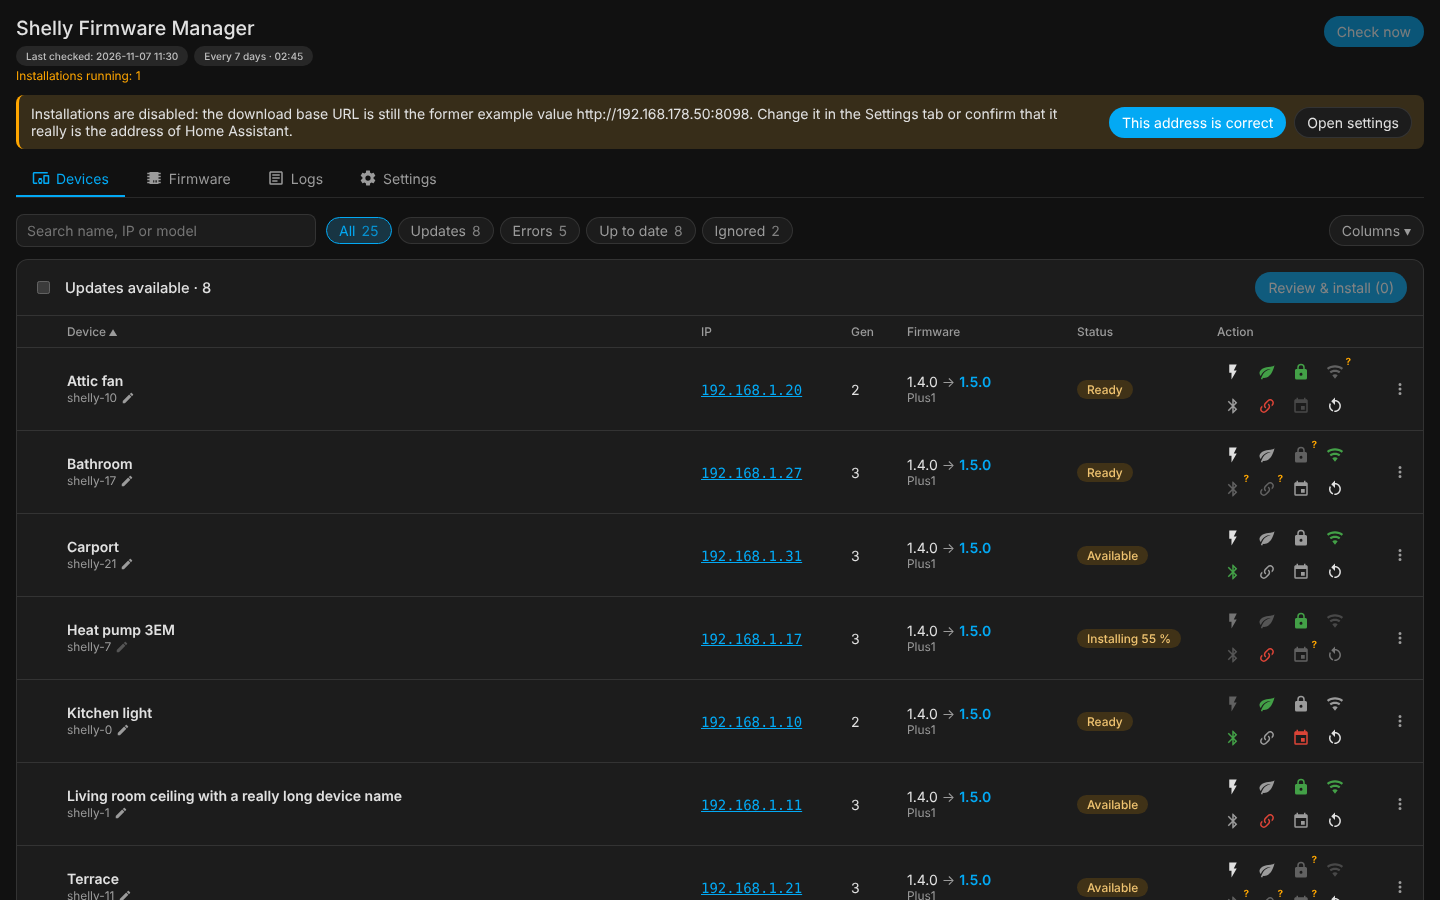 Shelly Firmware Manager
Check now
Last checked: 2026-11-07 11:30
Every 7 days · 02:45
Installations running: 1
Installations are disabled: the download base URL is still the former example value http://192.168.178.50:8098. Change it in the Settings tab or confirm that it
really is the address of Home Assistant.
This address is correct
Open settings
Devices
Firmware
Logs
Settings
Search name, IP or model
All 25
Updates 8
Errors 5
Up to date 8
Ignored 2
Columns ▾
Updates available · 8
Review & install (0)
Device ▲ IP Gen Firmware Status Action
Attic fan
shelly-10
192.168.1.20
2
1.4.0 → 1.5.0
Plus1
Ready
?
Bathroom
shelly-17
192.168.1.27
3
1.4.0 → 1.5.0
Plus1
Ready
?
? ?
Carport
shelly-21
192.168.1.31
3
1.4.0 → 1.5.0
Plus1
Available
Heat pump 3EM
shelly-7
192.168.1.17
3
1.4.0 → 1.5.0
Plus1
Installing 55 %
?
Kitchen light
shelly-0
192.168.1.10
2
1.4.0 → 1.5.0
Plus1
Ready
Living room ceiling with a really long device name
shelly-1
192.168.1.11
3
1.4.0 → 1.5.0
Plus1
Available
Terrace
shelly-11
192.168.1.21
3
1.4.0 → 1.5.0
Plus1
Available
?
? ? ?